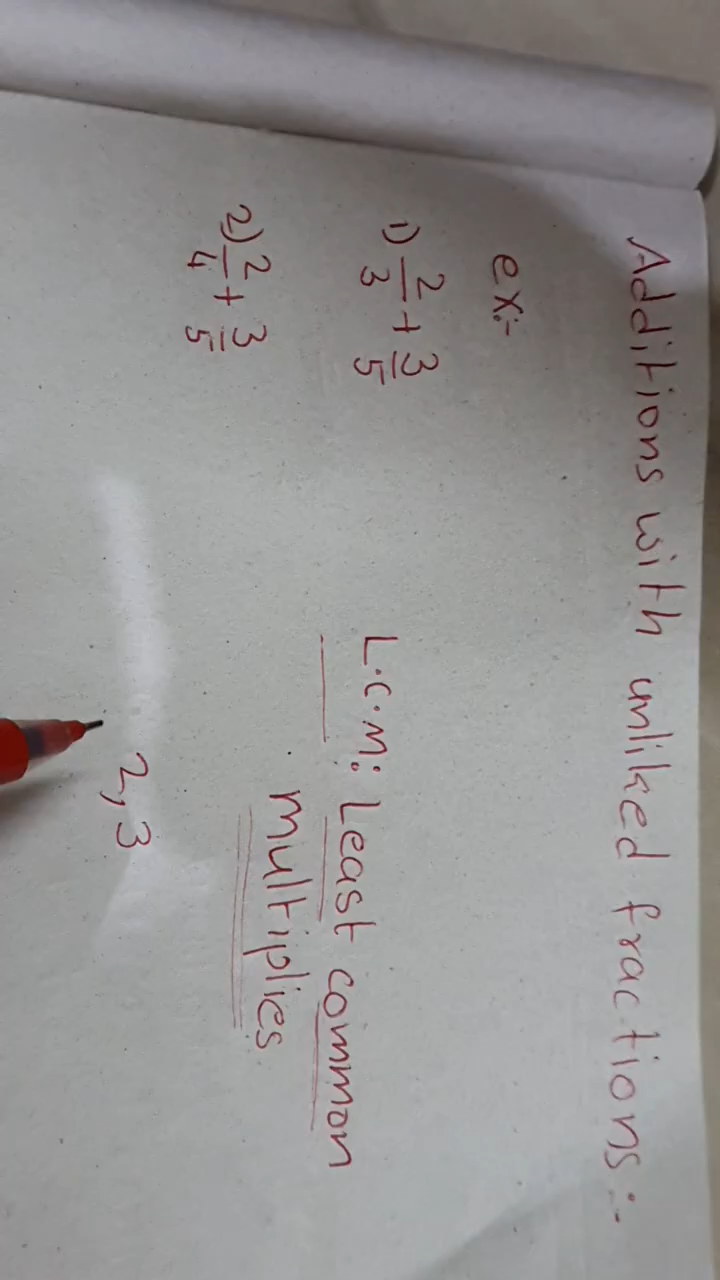 Additions with unliked fractions:-
ex:-
1) 2/3 + 3/5
L.C.M: Least common
multiplies
2) 2/4 + 3/5
2, 3